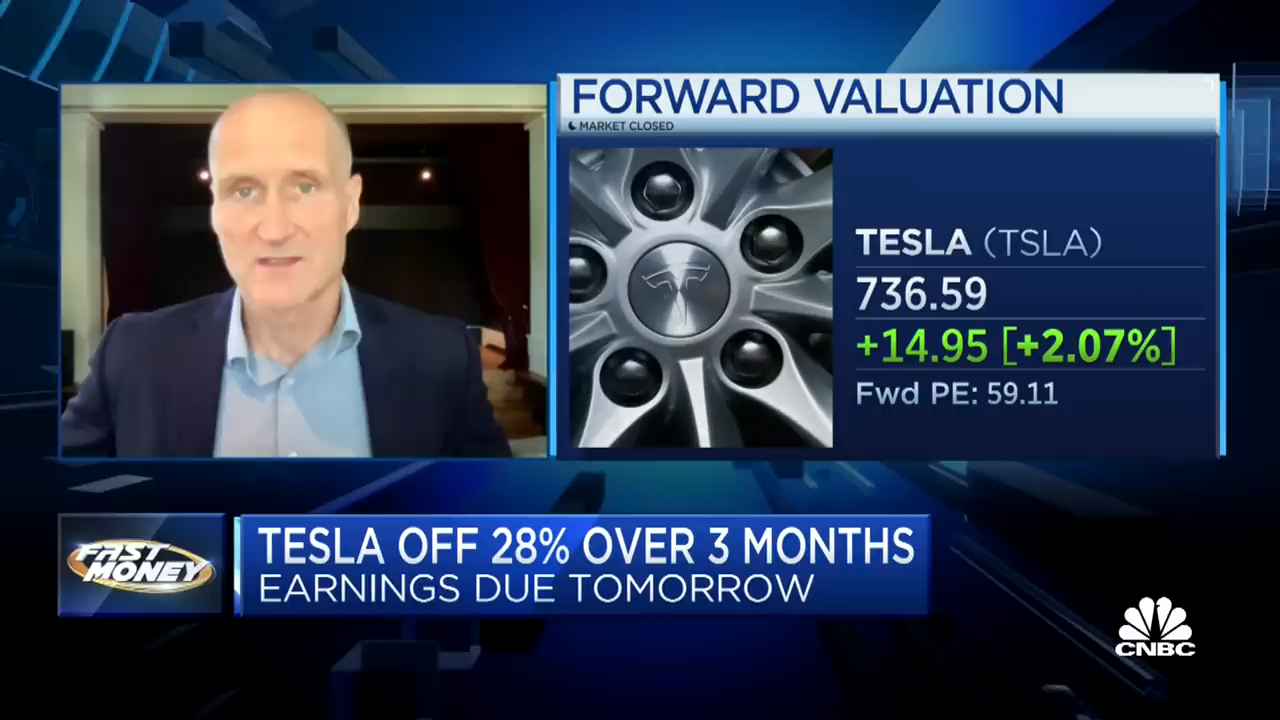 FORWARD VALUATION
MARKET CLOSED
TESLA (TSLA)
736.59
+14.95 [+2.07%]
Fwd PE: 59.11
FAST
MONEY
TESLA OFF 28% OVER 3 MONTHS
EARNINGS DUE TOMORROW
CNBC